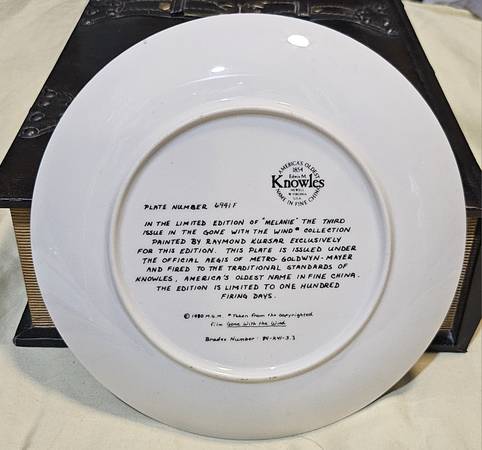 AMERICA'S OLDEST
1854
Edwin M.
Knowles
NEWELL
W. VIRGINIA
U.S.A.
NAME IN FINE CHINA
PLATE NUMBER 6991F
IN THE LIMITED EDITION OF "MELANIE" THE THIRD
ISSUE IN THE GONE WITH THE WIND* COLLECTION
PAINTED BY RAYMOND KURSAR EXCLUSIVELY
FOR THIS EDITION. THIS PLATE IS ISSUED UNDER
THE OFFICIAL AEGIS OF METRO-GOLDWYN-MAYER
AND FIRED TO THE TRADITIONAL STANDARDS OF
KNOWLES, AMERICA'S OLDEST NAME IN FINE CHINA.
THE EDITION IS LIMITED TO ONE HUNDRED
FIRING DAYS.
© 1980 M.G.M. *Taken from the copyrighted
film Gone With the Wind
Bradex Number: 84-K41-3.3